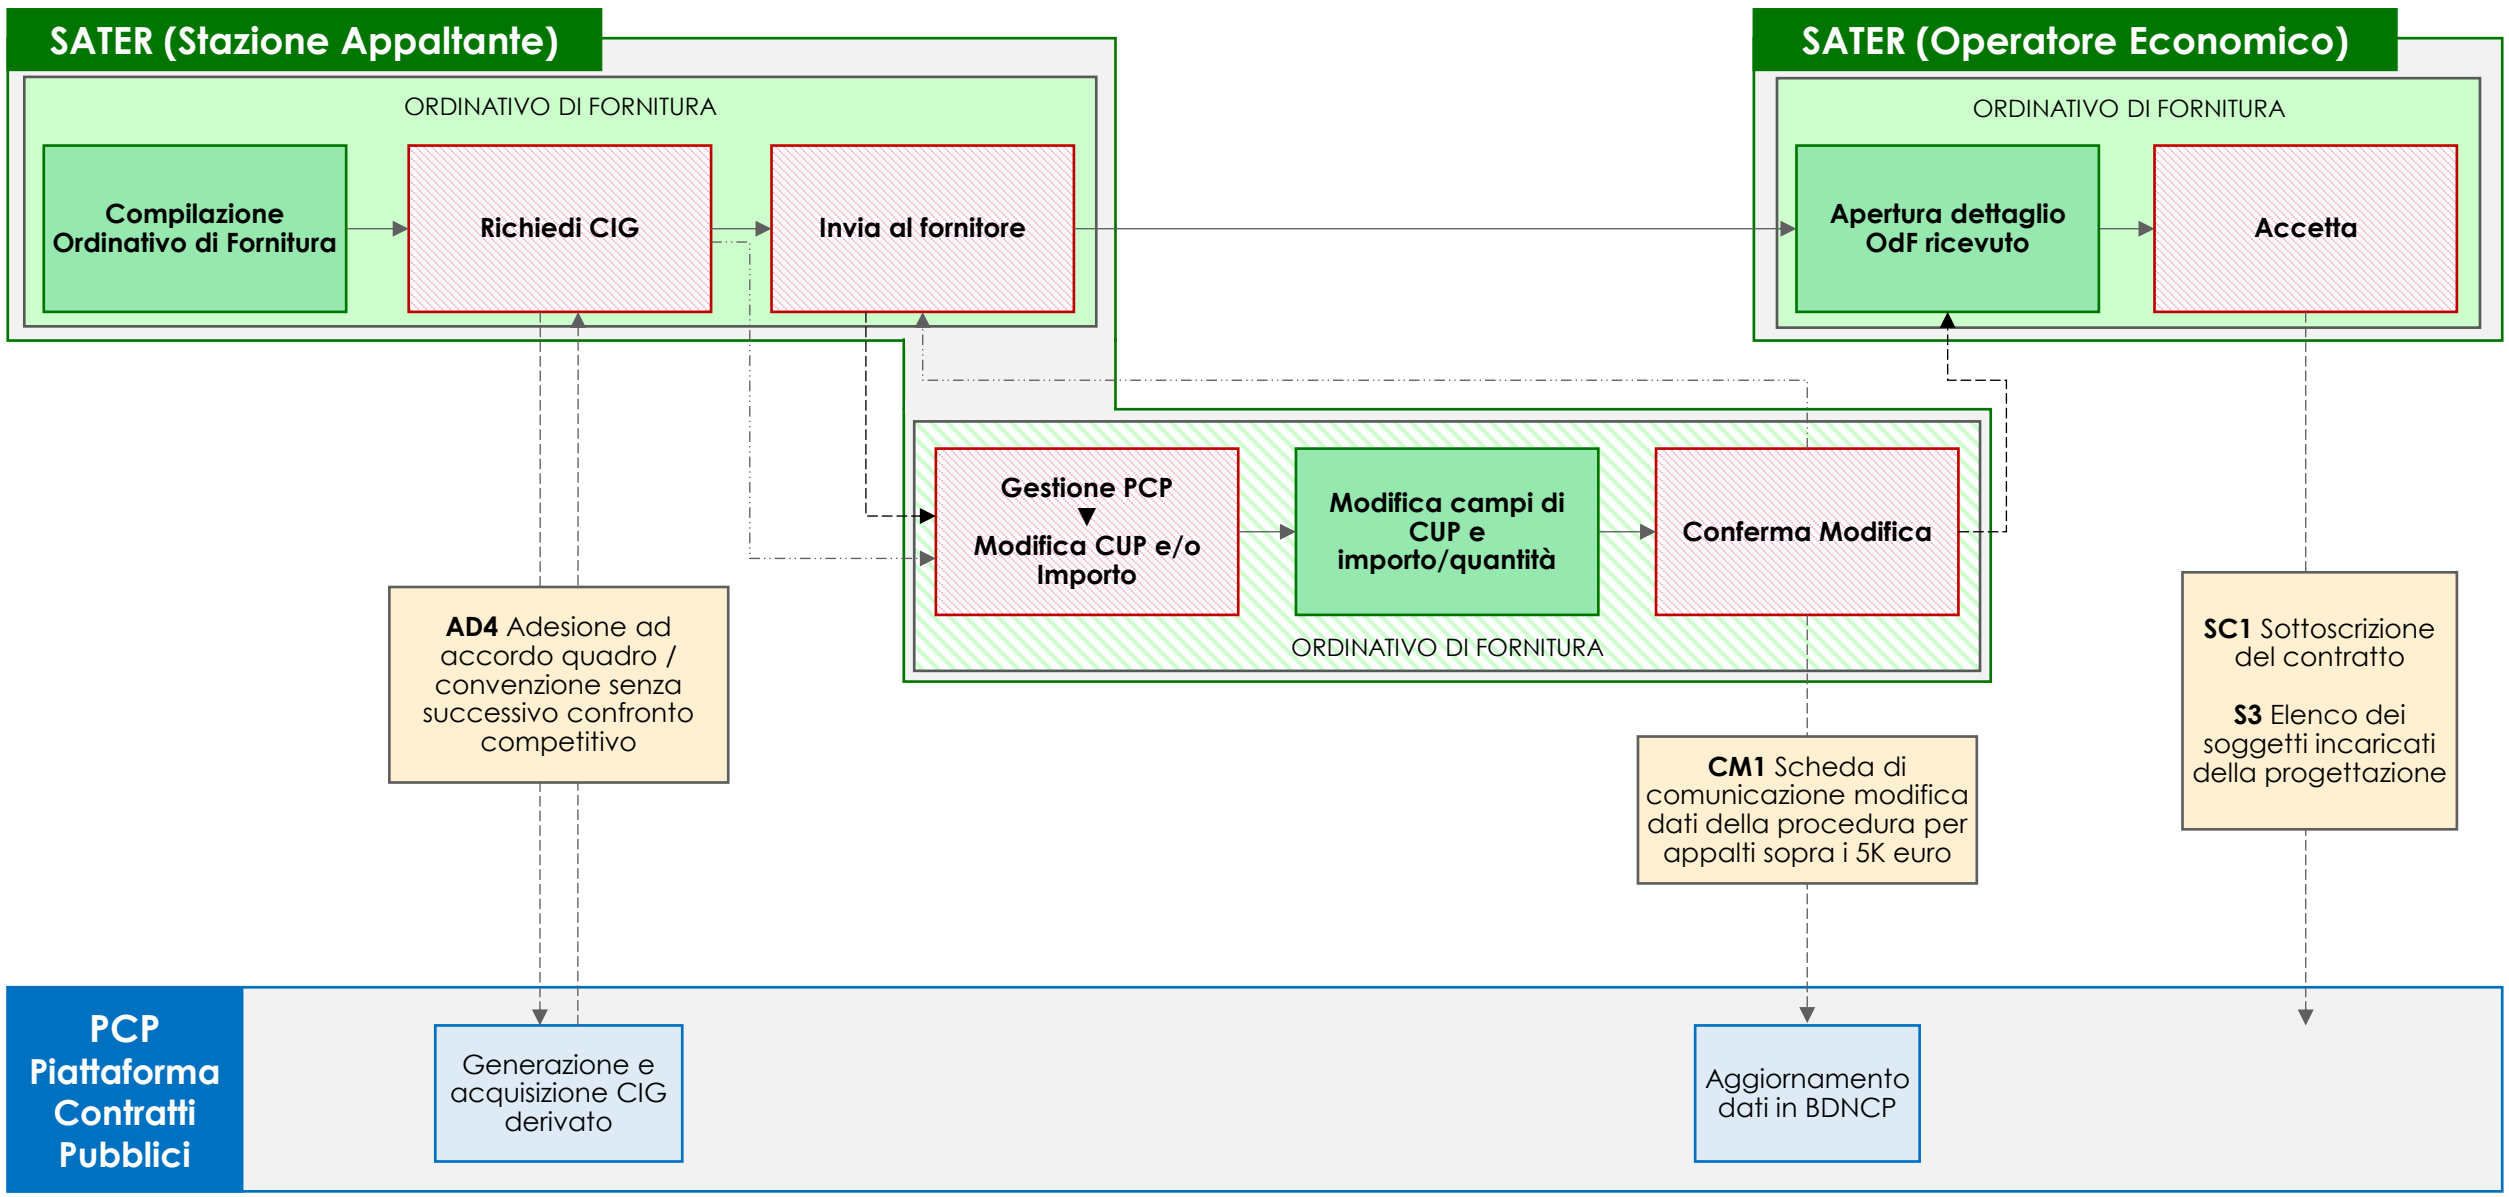 SATER (Stazione Appaltante)
SATER (Operatore Economico)
ORDINATIVO DI FORNITURA
ORDINATIVO DI FORNITURA
Compilazione
Ordinativo di Fornitura
Richiedi CIG
Invia al fornitore
Apertura dettaglio
OdF ricevuto
Accetta
Gestione PCP
▼
Modifica CUP e/o
Importo
Modifica campi di
CUP e
importo/quantità
Conferma Modifica
ORDINATIVO DI FORNITURA
AD4 Adesione ad
accordo quadro /
convenzione senza
successivo confronto
competitivo
SC1 Sottoscrizione
del contratto
S3 Elenco dei
soggetti incaricati
della progettazione
CM1 Scheda di
comunicazione modifica
dati della procedura per
appalti sopra i 5K euro
PCP
Piattaforma
Contratti
Pubblici
Generazione e
acquisizione CIG
derivato
Aggiornamento
dati in BDNCP